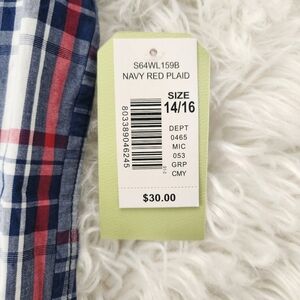 S64WL159B
NAVY RED PLAID
SIZE
14/16
DEPT
0465
MIC
053
GRP
CMY
803389046245
$30.00